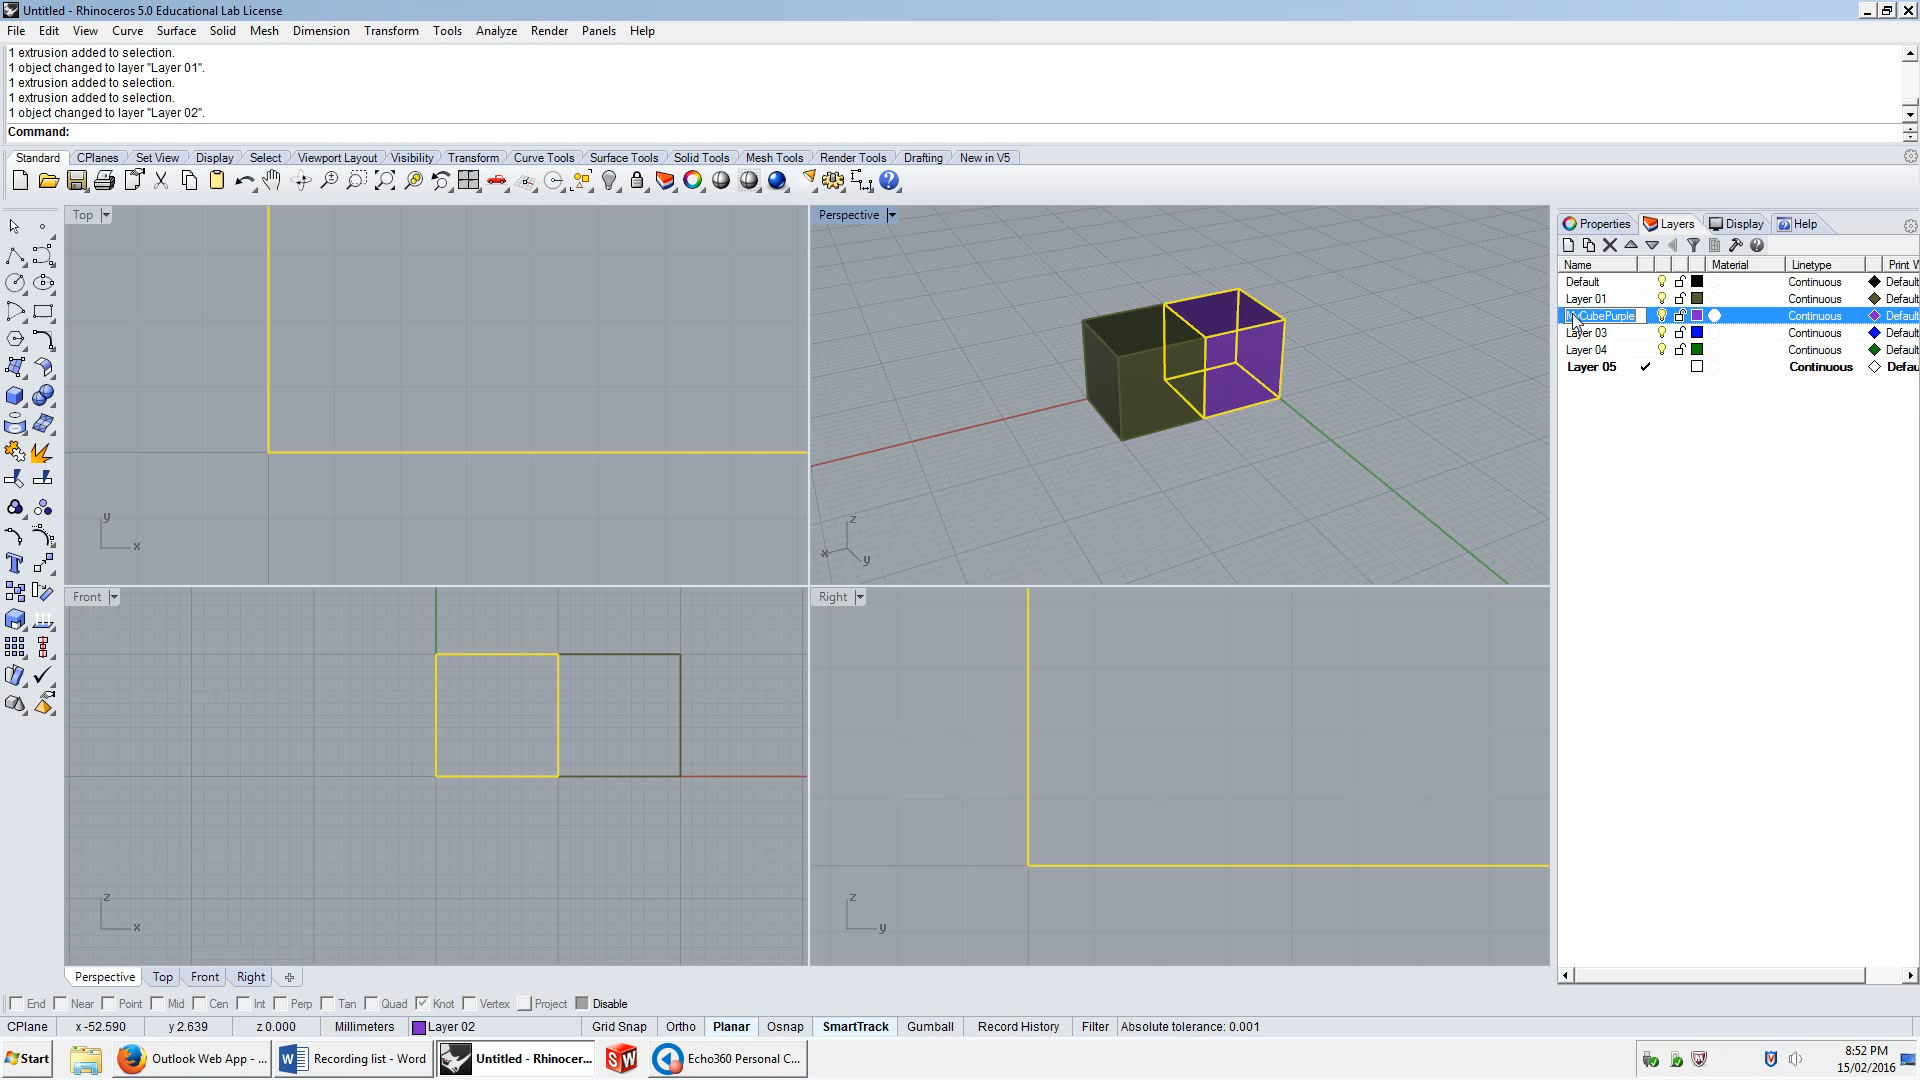 Untitled - Rhinoceros 5.0 Educational Lab License
File Edit View Curve Surface Solid Mesh Dimension Transform Tools Analyze Render Panels Help
1 extrusion added to selection.
1 object changed to layer "Layer 01".
1 extrusion added to selection.
1 extrusion added to selection.
1 object changed to layer "Layer 02".
Command:
Standard CPlanes Set View Display Select Viewport Layout Visibility Transform Curve Tools Surface Tools Solid Tools Mesh Tools Render Tools Drafting New in V5
Top
Perspective
Properties Layers Display Help
Name Material Linetype Print W
Default Continuous Default
Layer 01 Continuous Default
MyCubePurple Continuous Default
Layer 03 Continuous Default
Layer 04 Continuous Default
Layer 05 Continuous Defau
y
x
z
x
y
Front
Right
z
x
z
y
Perspective Top Front Right
End Near Point Mid Cen Int Perp Tan Quad Knot Vertex Project Disable
CPlane x -52.590 y 2.639 z 0.000 Millimeters Layer 02 Grid Snap Ortho Planar Osnap SmartTrack Gumball Record History Filter Absolute tolerance: 0.001
Start Outlook Web App - ... Recording list - Word Untitled - Rhinocer... SW Echo360 Personal C...
8:52 PM
15/02/2016